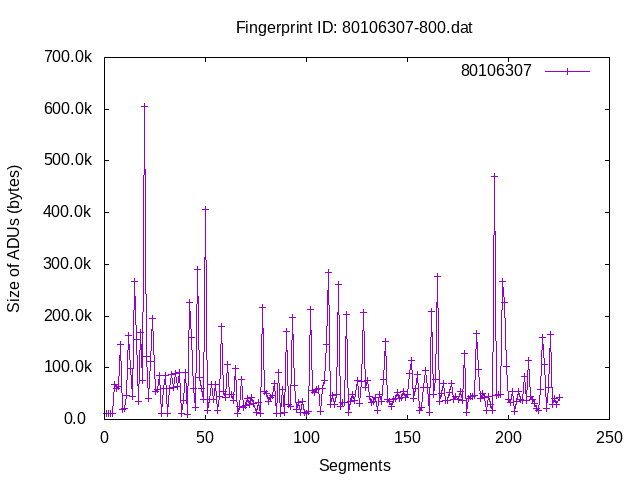 Fingerprint ID: 80106307-800.dat
700.0k
80106307
600.0k
500.0k
400.0k
300.0k
200.0k
100.0k
0.0
Size of ADUs (bytes)
0 50 100 150 200 250
Segments